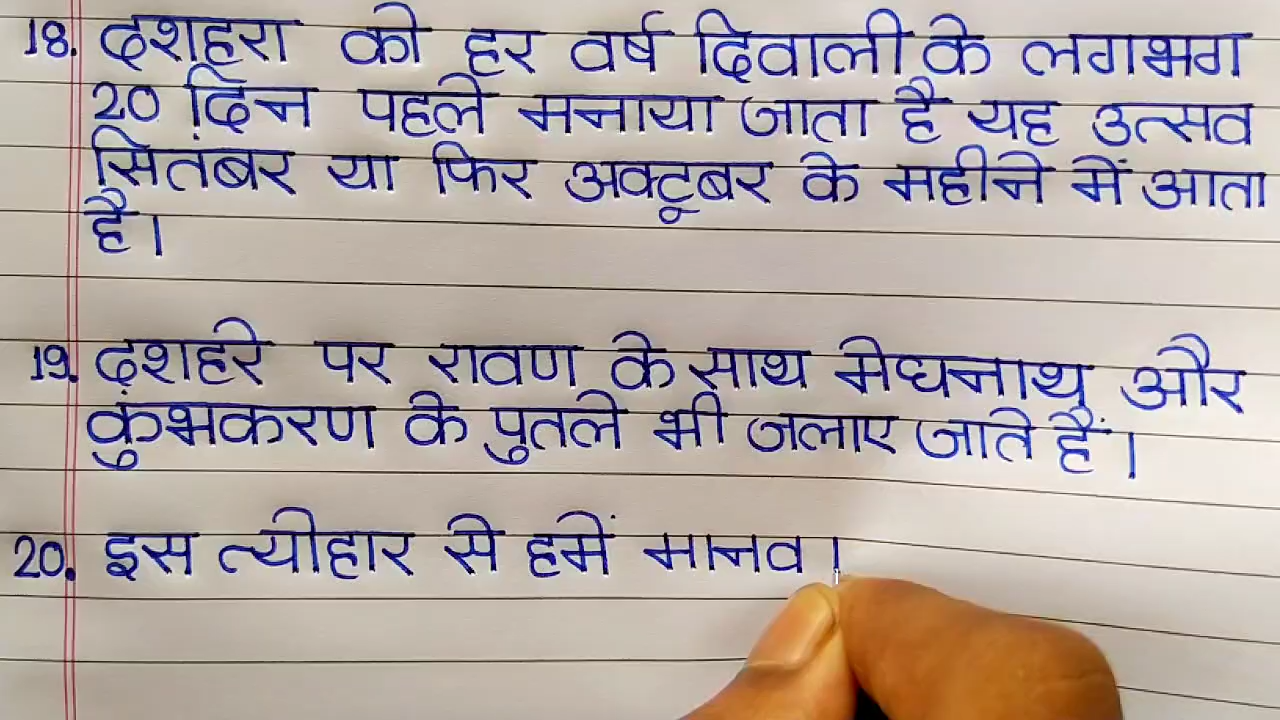 18. दशहरा को हर वर्ष दिवाली के लगभग
20 दिन पहले मनाया जाता है यह उत्सव
सितंबर या फिर अक्टूबर के महीने में आता
है।
19. दशहरे पर रावण के साथ मेघनाथ और
कुंभकरण के पुतले भी जलाए जाते हैं।
20. इस त्योहार से हमें मानव